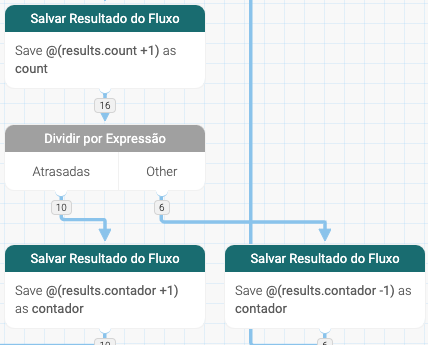 Salvar Resultado do Fluxo
Save @(results.count +1) as
count
16
Dividir por Expressão
Atrasadas
Other
10
6
Salvar Resultado do Fluxo
Save @(results.contador +1)
as contador
Salvar Resultado do Fluxo
Save @(results.contador -1) as
contador
10
6